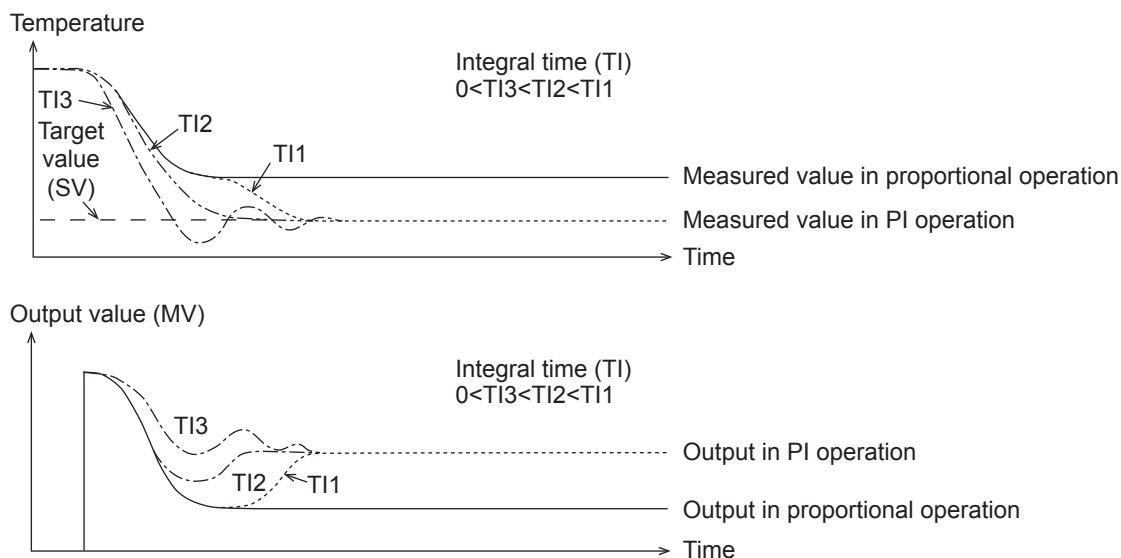 Temperature
Integral time (TI)
0<TI3<TI2<TI1
TI3
TI2
Target
value
(SV)
TI1
Measured value in proportional operation
Measured value in PI operation
Time
Output value (MV)
Integral time (TI)
0<TI3<TI2<TI1
TI3
Output in PI operation
TI2
TI1
Output in proportional operation
Time